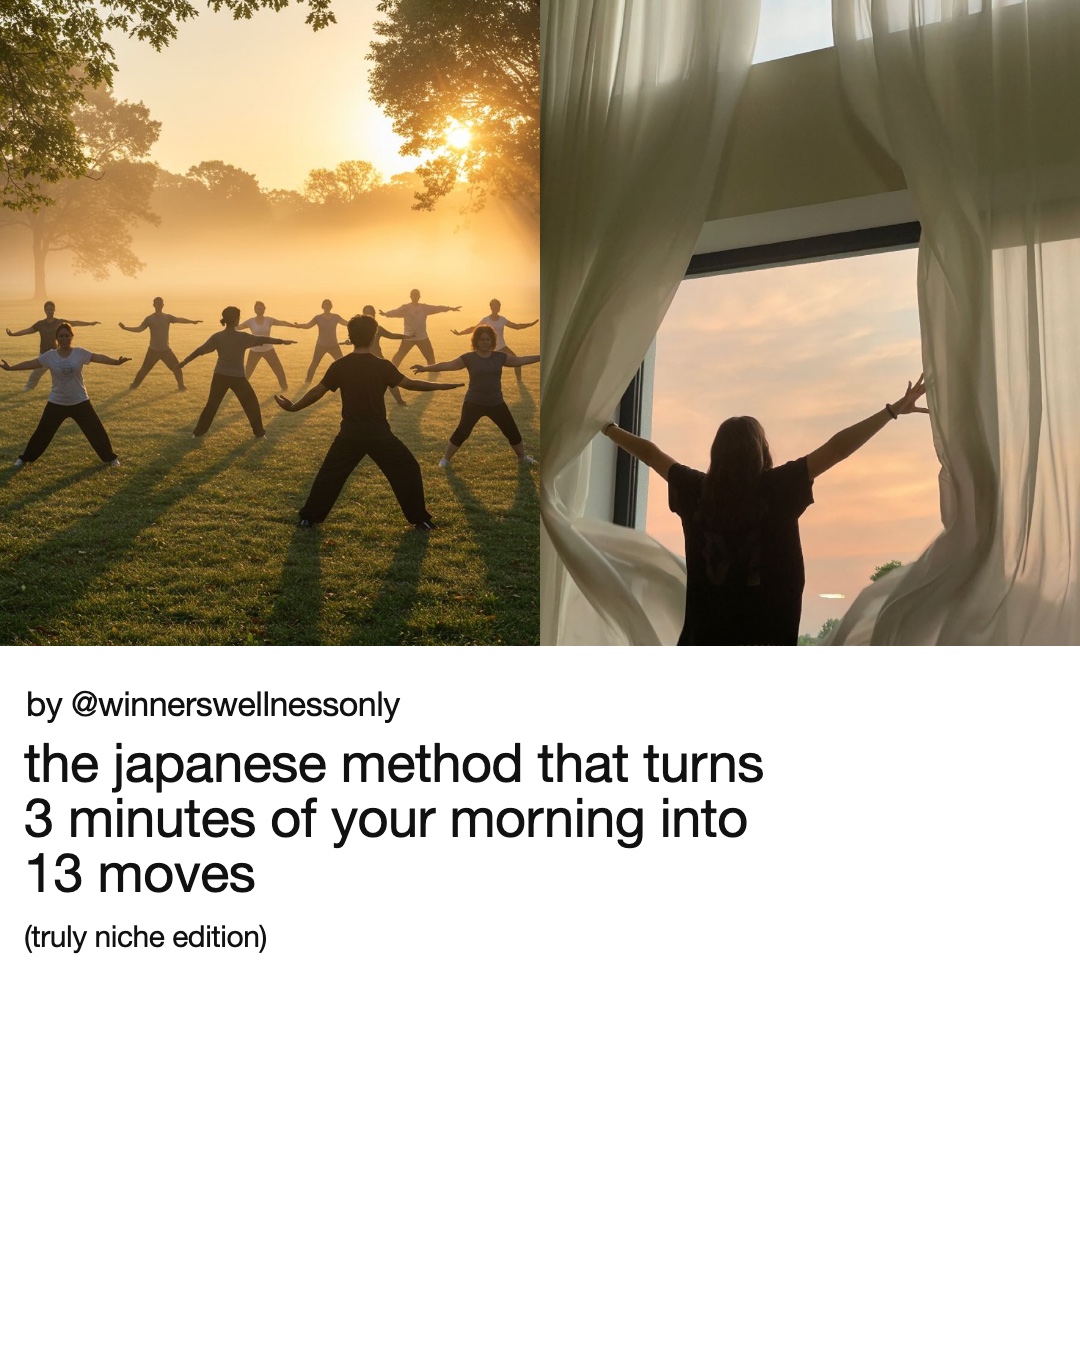 by @winnerswellnessonly
the japanese method that turns
3 minutes of your morning into
13 moves
(truly niche edition)